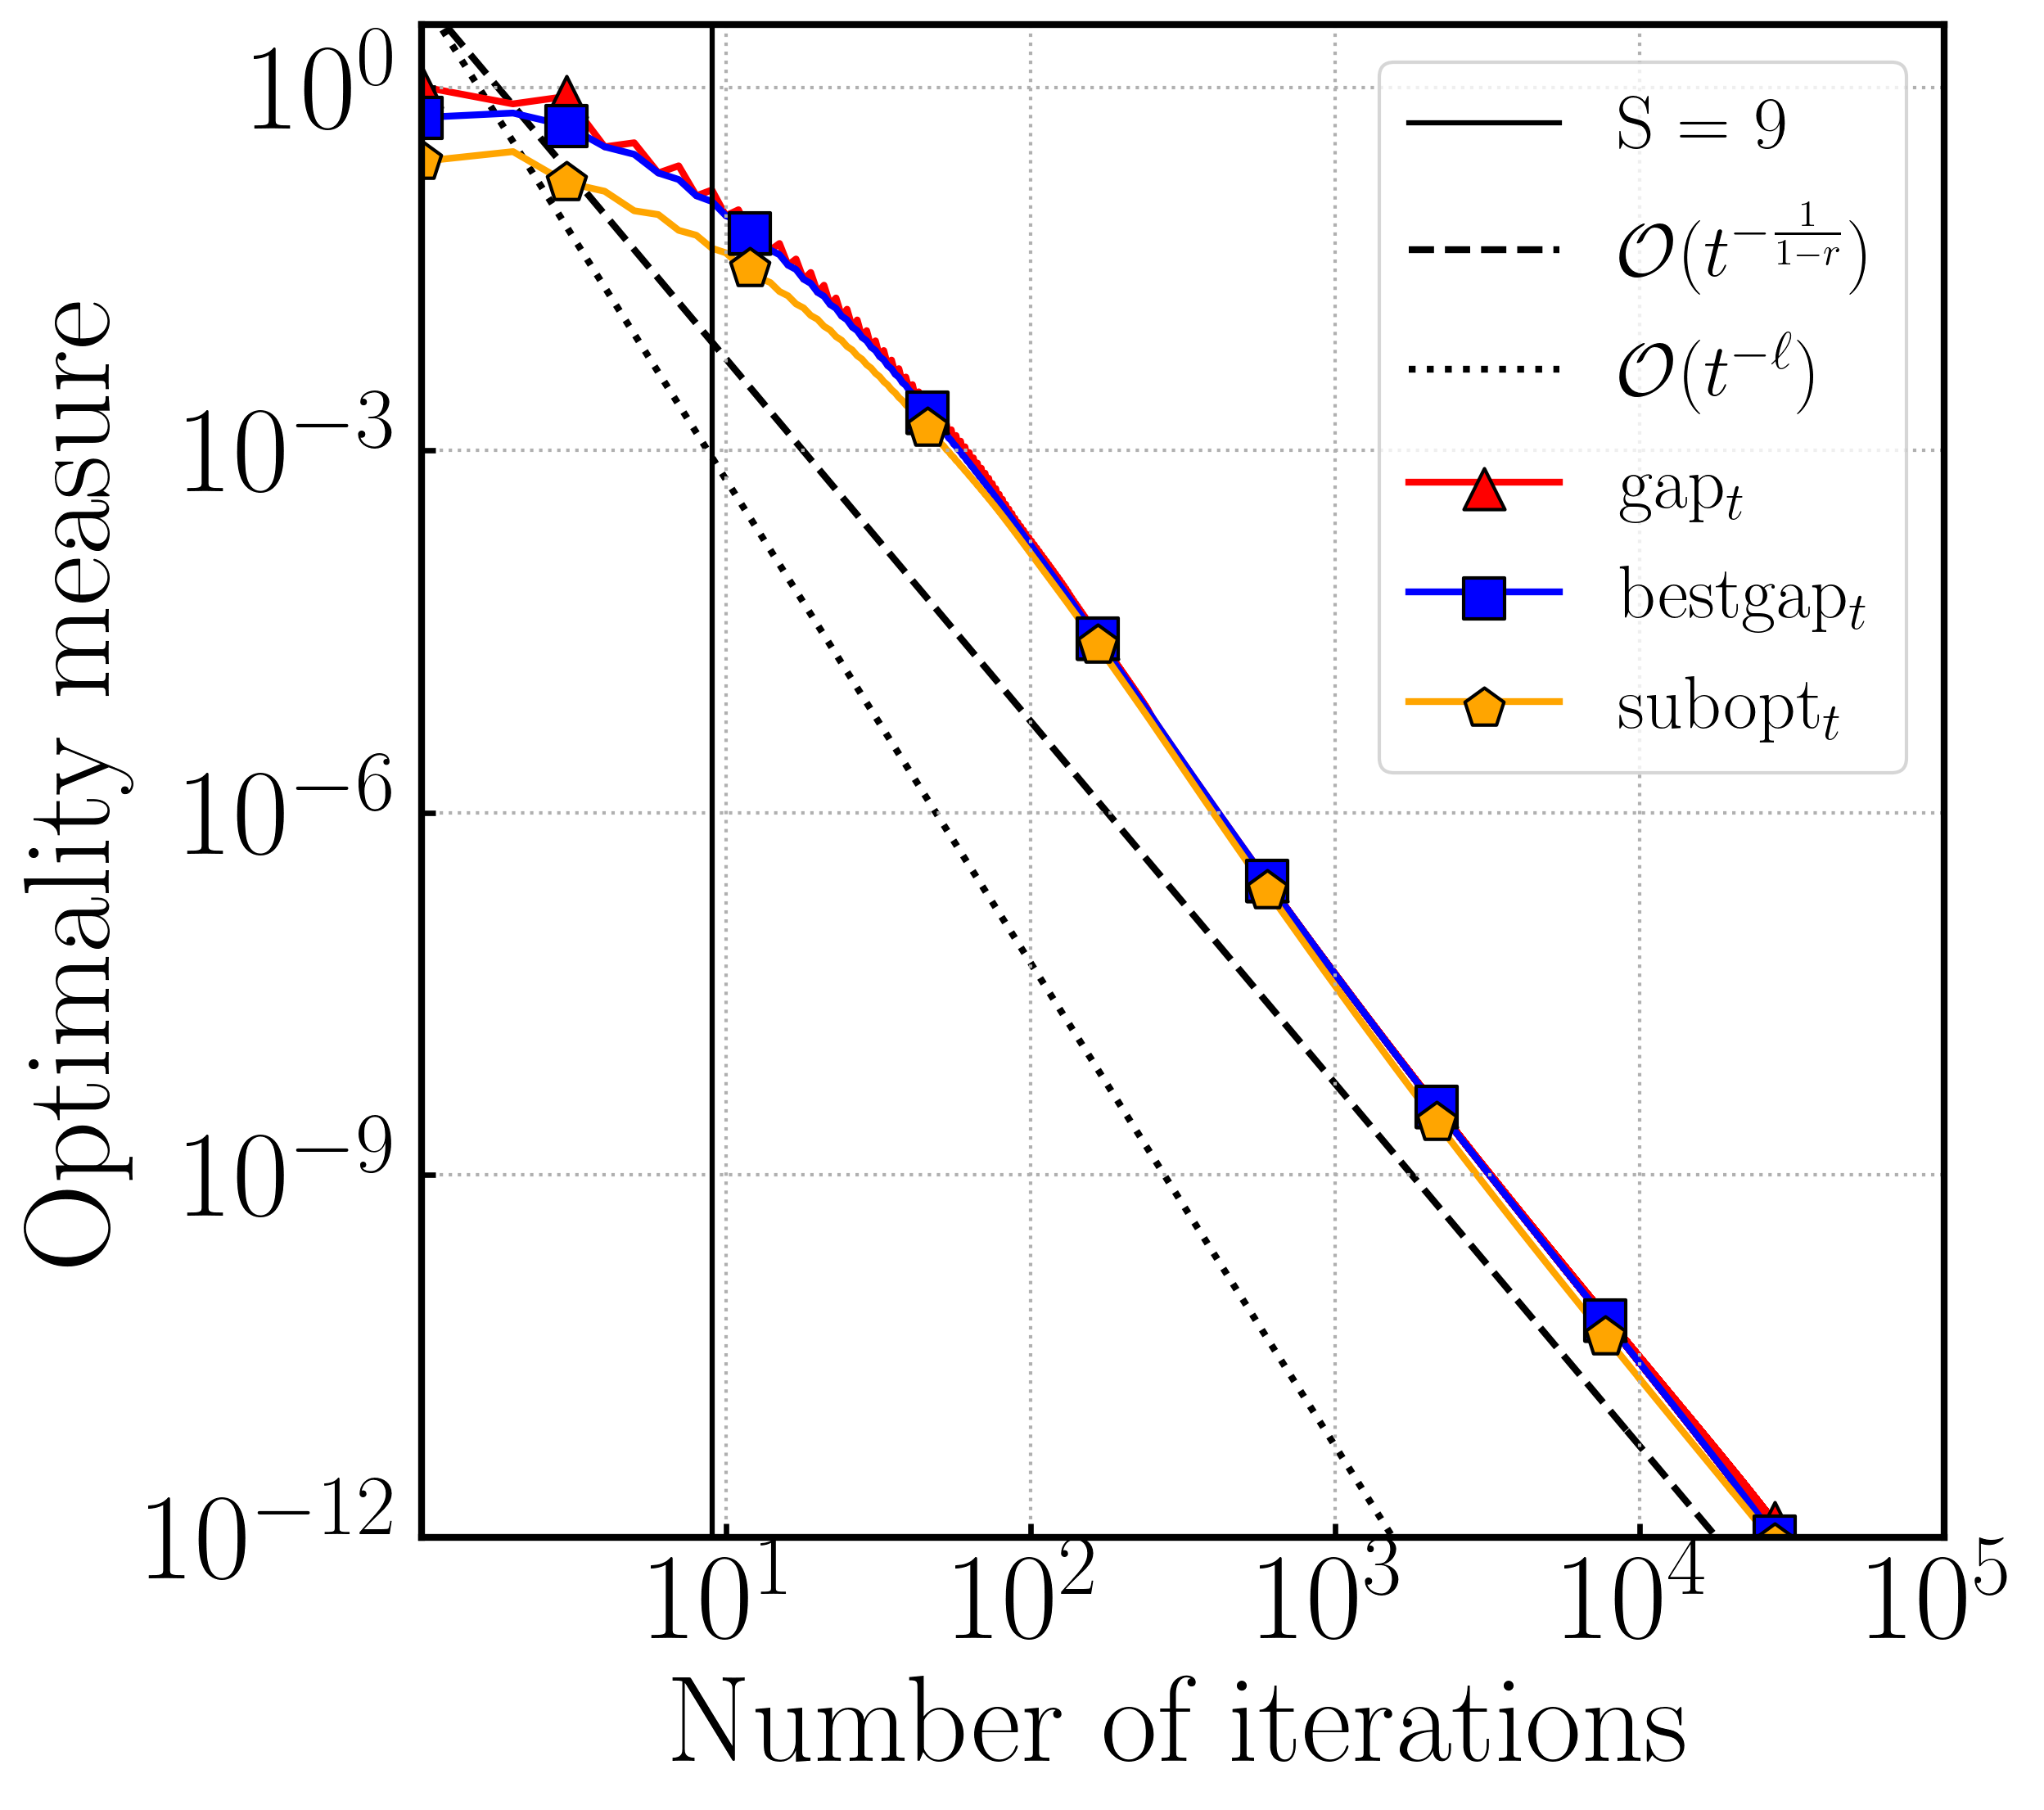 Optimality measure
10^0
10^{-3}
10^{-6}
10^{-9}
10^{-12}
S = 9
𝒪(t^{-\frac{1}{1-r}})
𝒪(t^{-ℓ})
gap_t
bestgap_t
subopt_t
10^1 10^2 10^3 10^4 10^5
Number of iterations